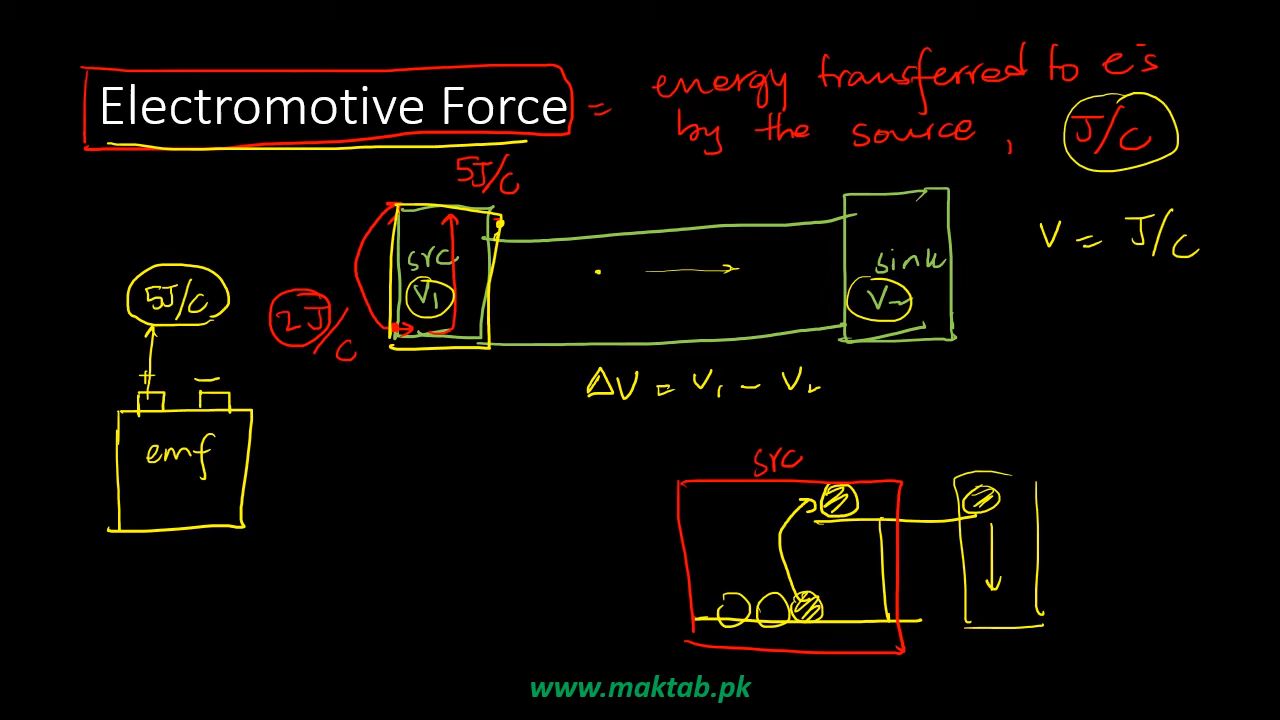 Electromotive Force = energy transferred to e's
by the source, J/C
5J/C
V = J/C
src
V1
sink
V2
5J/C
2J/C
ΔV = V1 - V2
+ −
emf
src
www.maktab.pk